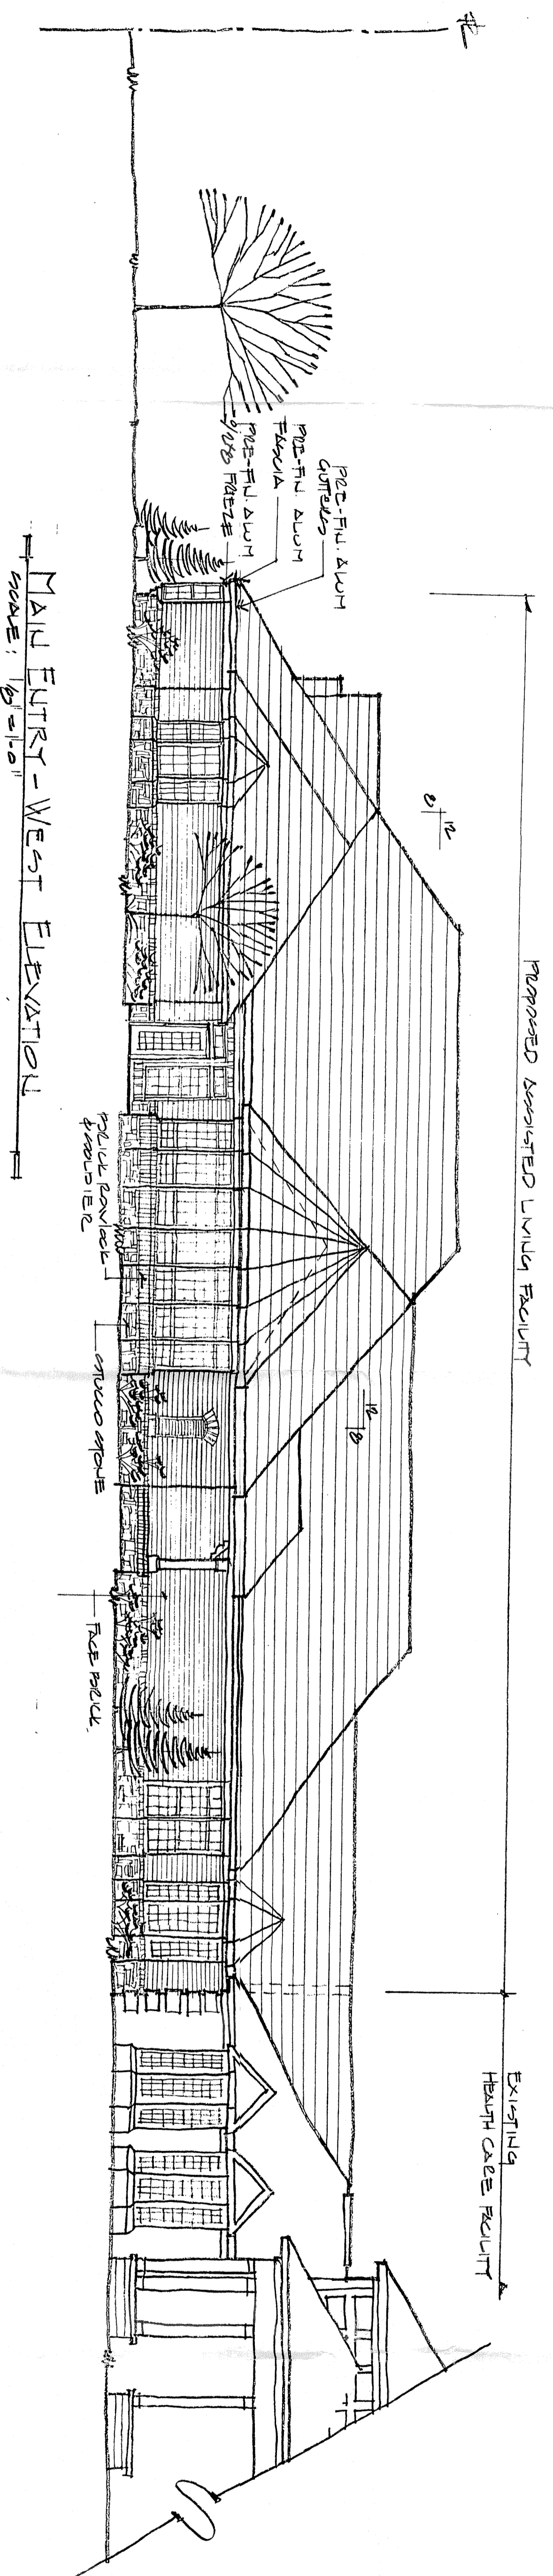 PL
PROPOSED ASSISTED LIVING FACILITY
EXISTING
HEALTH CARE FACILITY
12
8
12
8
PRE-FIN. ALUM
GUTTERS
PRE-FIN. ALUM
FASCIA
PRE-FIN. ALUM
FRIEZE
BRICK ROWLOCK
& SOLDIER
STUCCO STONE
FACE BRICK
MAIN ENTRY - WEST ELEVATION
SCALE: 1/8" = 1'-0"